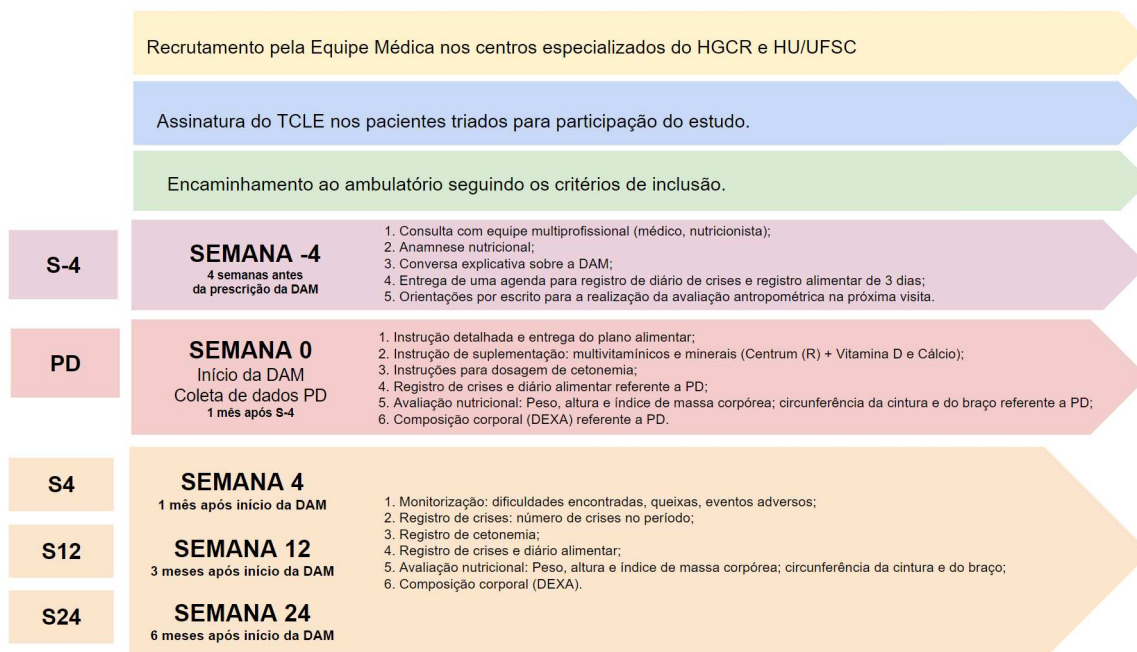 Recrutamento pela Equipe Médica nos centros especializados do HGCR e HU/UFSC
Assinatura do TCLE nos pacientes triados para participação do estudo.
Encaminhamento ao ambulatório seguindo os critérios de inclusão.
S-4
SEMANA -4
4 semanas antes
da prescrição da DAM
1. Consulta com equipe multiprofissional (médico, nutricionista);
2. Anamnese nutricional;
3. Conversa explicativa sobre a DAM;
4. Entrega de uma agenda para registro de diário de crises e registro alimentar de 3 dias;
5. Orientações por escrito para a realização da avaliação antropométrica na próxima visita.
PD
SEMANA 0
Início da DAM
Coleta de dados PD
1 mês após S-4
1. Instrução detalhada e entrega do plano alimentar;
2. Instrução de suplementação: multivitamínicos e minerais (Centrum (R) + Vitamina D e Cálcio);
3. Instruções para dosagem de cetonemia;
4. Registro de crises e diário alimentar referente a PD;
5. Avaliação nutricional: Peso, altura e índice de massa corpórea; circunferência da cintura e do braço referente a PD;
6. Composição corporal (DEXA) referente a PD.
S4
SEMANA 4
1 mês após início da DAM
S12
SEMANA 12
3 meses após início da DAM
S24
SEMANA 24
6 meses após início da DAM
1. Monitorização: dificuldades encontradas, queixas, eventos adversos;
2. Registro de crises: número de crises no período;
3. Registro de cetonemia;
4. Registro de crises e diário alimentar;
5. Avaliação nutricional: Peso, altura e índice de massa corpórea; circunferência da cintura e do braço;
6. Composição corporal (DEXA).